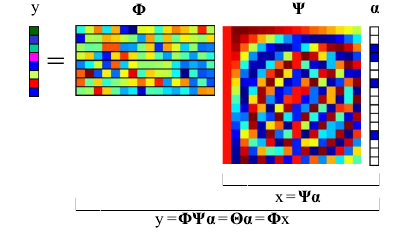 y Φ Ψ α
=
x = Ψα
y = ΦΨα = Θα = Φx